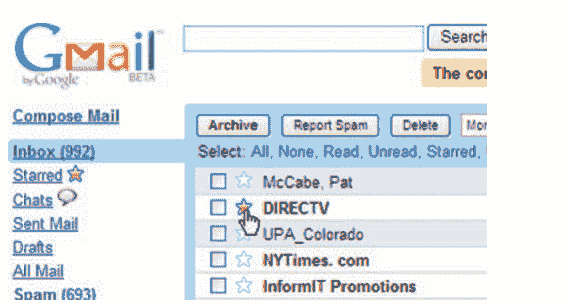 Gmail
by Google BETA
Search
The co
Compose Mail
Archive Report Spam Delete Mor
Inbox (992)
Select: All, None, Read, Unread, Starred,
Starred
McCabe, Pat
Chats
DIRECTV
Sent Mail
UPA_Colorado
Drafts
NYTimes. com
All Mail
InformIT Promotions
Spam (693)